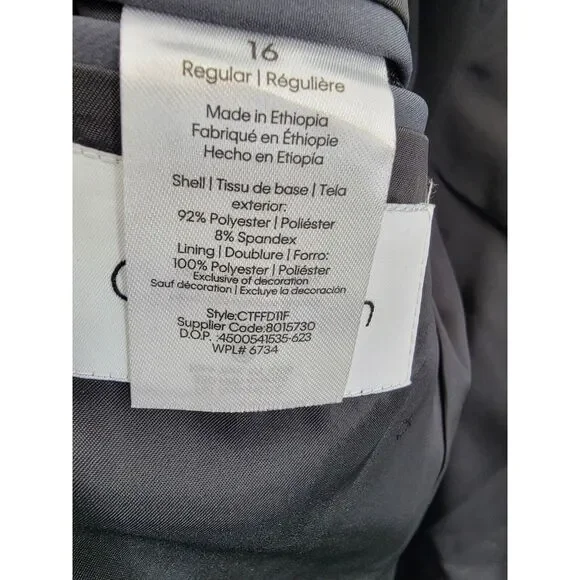 16
Regular | Régulière
Made in Ethiopia
Fabriqué en Éthiopie
Hecho en Etiopía
Shell | Tissu de base | Tela
exterior:
92% Polyester | Poliéster
8% Spandex
Lining | Doublure | Forro:
100% Polyester | Poliéster
Exclusive of decoration
Sauf décoration | Excluye la decoración
Style:CTFFD11F
Supplier Code:8015730
D.O.P. :4500541535-623
WPL# 6734